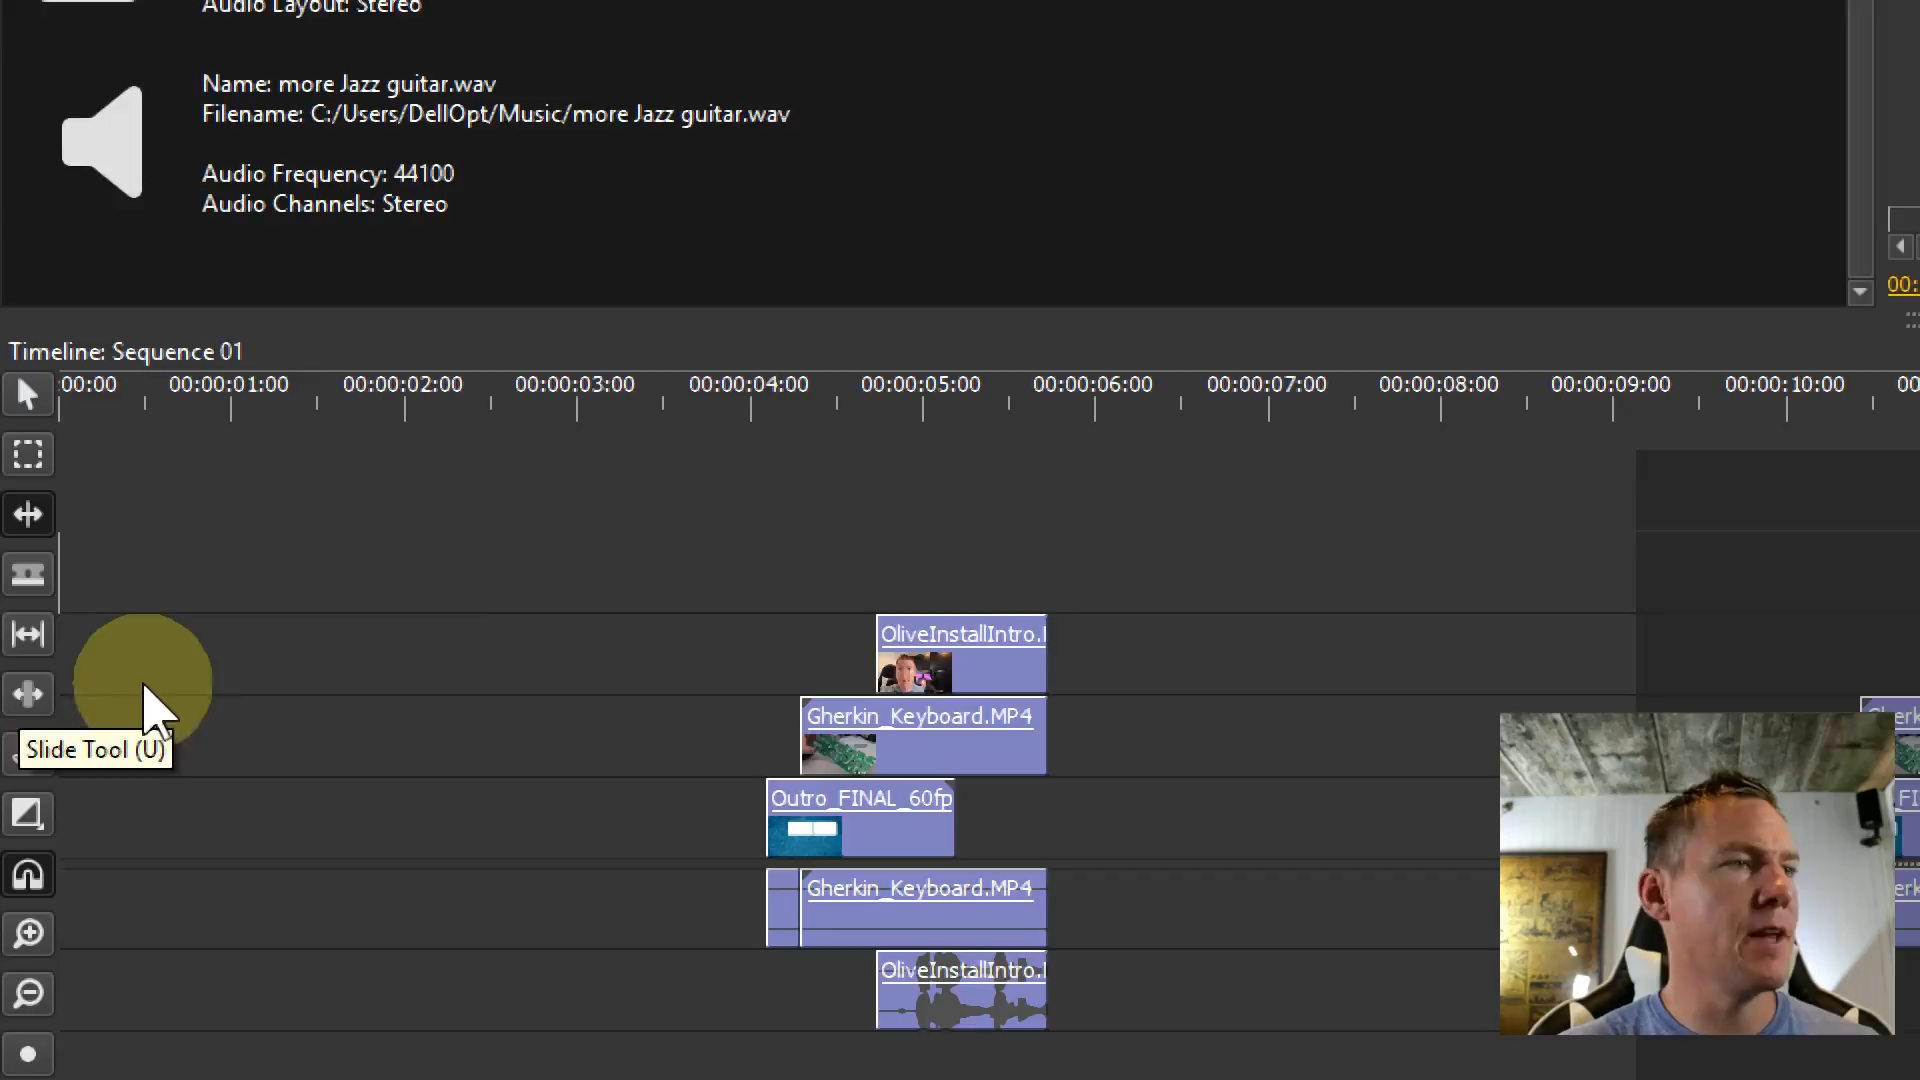 Audio Layout: Stereo
Name: more Jazz guitar.wav
Filename: C:/Users/DellOpt/Music/more Jazz guitar.wav
Audio Frequency: 44100
Audio Channels: Stereo
00:
Timeline: Sequence 01
:00:00 00:00:01:00 00:00:02:00 00:00:03:00 00:00:04:00 00:00:05:00 00:00:06:00 00:00:07:00 00:00:08:00 00:00:09:00 00:00:10:00 00
OliveInstallIntro.
Gherkin_Keyboard.MP4
Slide Tool (U)
Outro_FINAL_60fp
FI
Gherkin_Keyboard.MP4
erk
OliveInstallIntro.